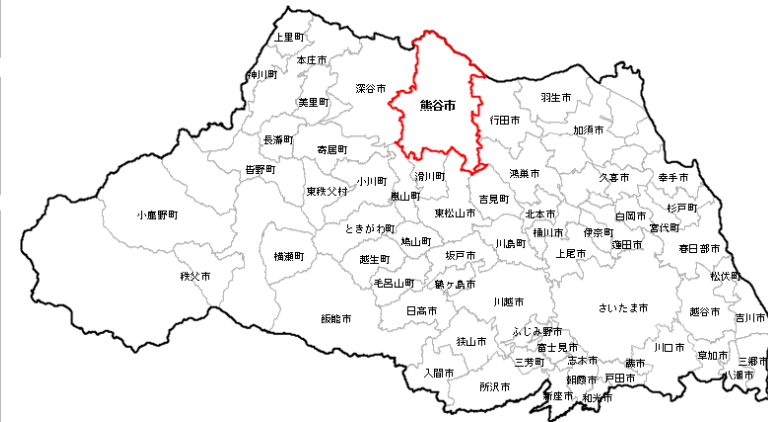 上里町
本庄市
神川町
深谷市
熊谷市
羽生市
美里町
行田市
加須市
長瀞町
寄居町
皆野町
鴻巣市
久喜市
幸手市
滑川町
小川町
東秩父村
嵐山町
吉見町
杉戸町
小鹿野町
東松山市
北本市
白岡市
ときがわ町
桶川市
伊奈町
宮代町
鳩山町
川島町
蓮田市
春日部市
横瀬町
越生町
坂戸市
上尾市
秩父市
松伏町
毛呂山町
鶴ヶ島市
川越市
さいたま市
飯能市
日高市
越谷市
吉川市
ふじみ野市
狭山市
富士見市
川口市
草加市
三芳町
志木市
蕨市
三郷市
入間市
朝霞市
戸田市
八潮市
所沢市
新座市
和光市